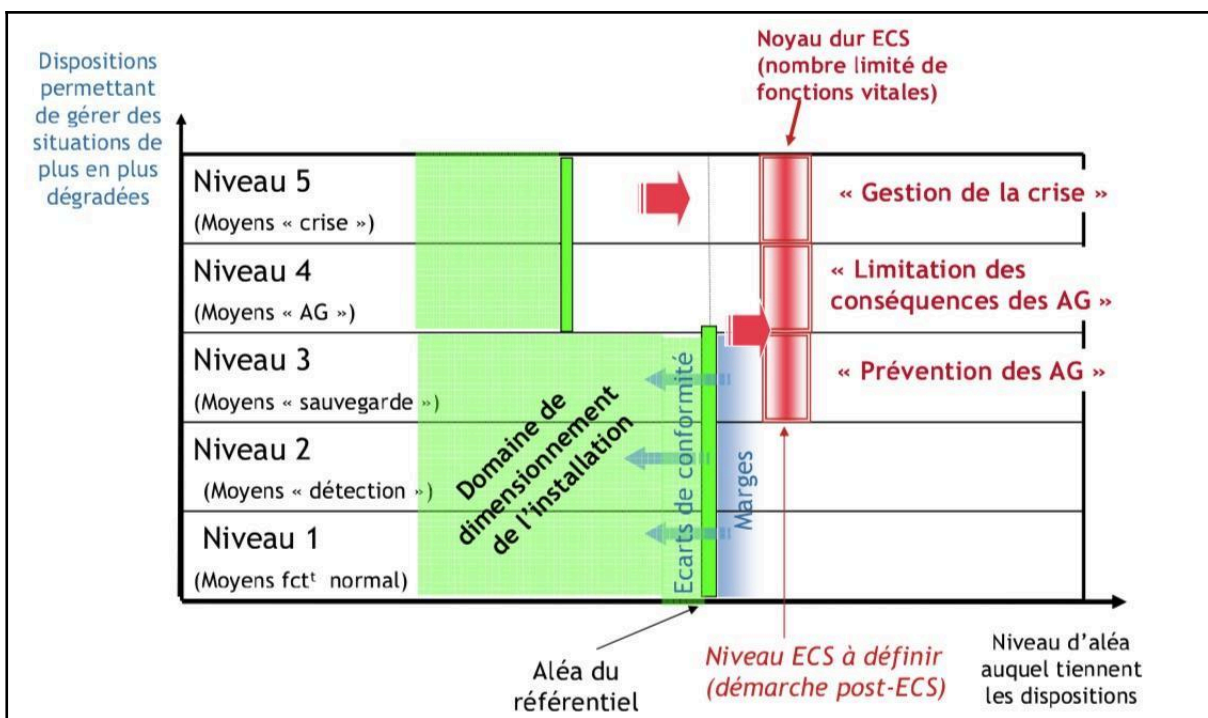 Dispositions
permettant
de gérer des
situations de
plus en plus
dégradées
Noyau dur ECS
(nombre limité de
fonctions vitales)
Niveau 5
(Moyens « crise »)
« Gestion de la crise »
Niveau 4
(Moyens « AG »)
« Limitation des
conséquences des AG »
Niveau 3
(Moyens « sauvegarde »)
« Prévention des AG »
Niveau 2
(Moyens « détection »)
Niveau 1
(Moyens fctᵗ normal)
Domaine de
dimensionnement
de l’installation
Ecarts de conformité
Marges
Aléa du
référentiel
Niveau ECS à définir
(démarche post-ECS)
Niveau d’aléa
auquel tiennent
les dispositions